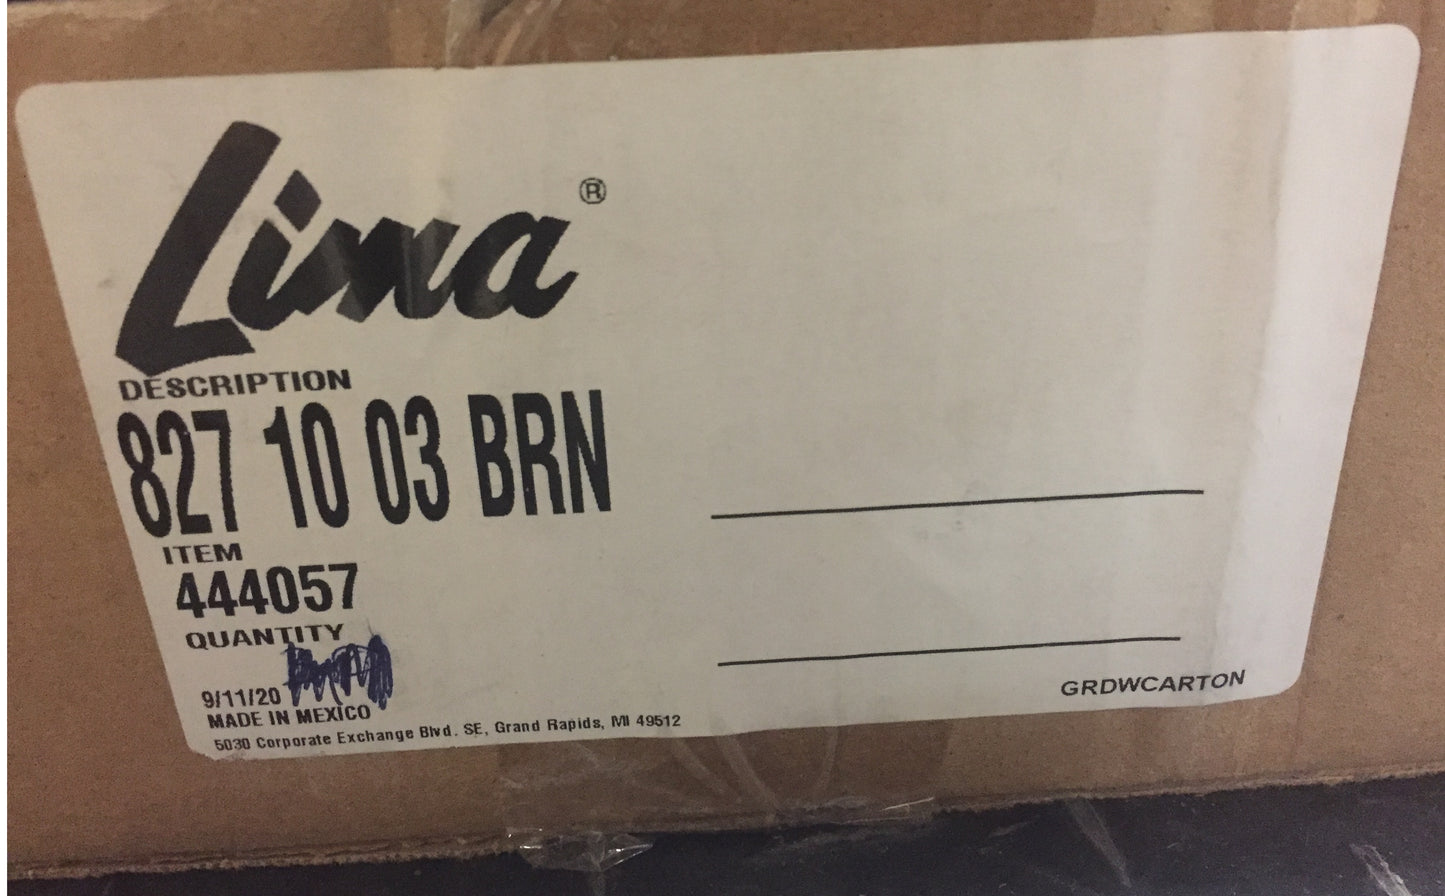 Lima®
DESCRIPTION
827 10 03 BRN
ITEM
444057
QUANTITY
9/11/20
MADE IN MEXICO
5030 Corporate Exchange Blvd. SE, Grand Rapids, MI 49512
GRDWCARTON